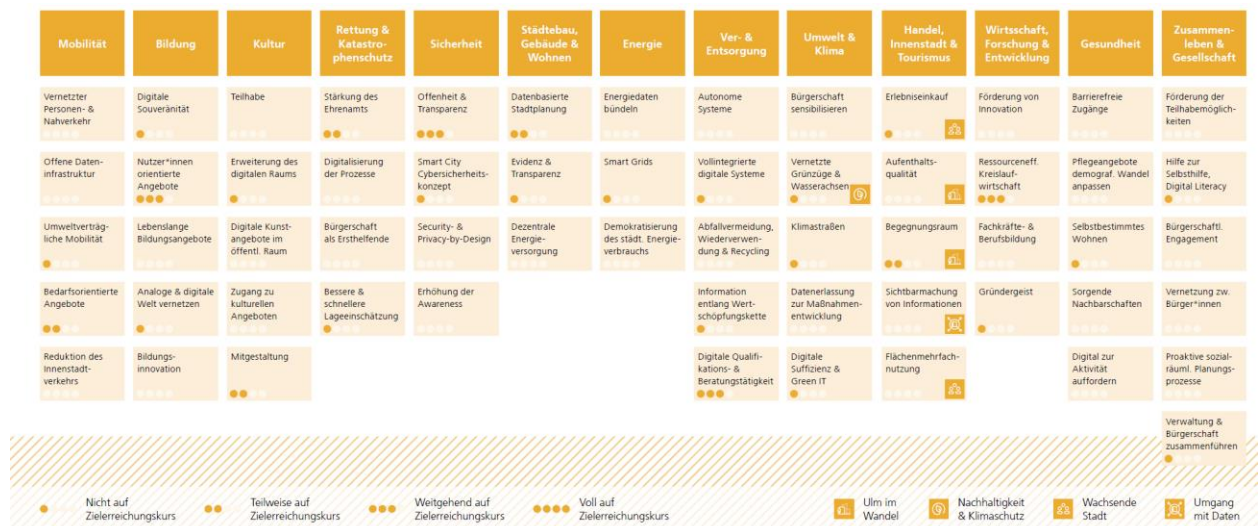 Mobilität
Bildung
Kultur
Rettung &
Katastro-
phenschutz
Sicherheit
Städtebau,
Gebäude &
Wohnen
Energie
Ver- &
Entsorgung
Umwelt &
Klima
Handel,
Innenstadt &
Tourismus
Wirtschaft,
Forschung &
Entwicklung
Gesundheit
Zusammen-
leben &
Gesellschaft
Vernetzter
Personen- &
Nahverkehr
Digitale
Souveränität
Teilhabe
Stärkung des
Ehrenamts
Offenheit &
Transparenz
Datenbasierte
Stadtplanung
Energiedaten
bündeln
Autonome
Systeme
Bürgerschaft
sensibilisieren
Erlebniseinkauf
Förderung von
Innovation
Barrierefreie
Zugänge
Förderung der
Teilhabemöglich-
keiten
Offene Daten-
infrastruktur
Nutzer*innen
orientierte
Angebote
Erweiterung des
digitalen Raums
Digitalisierung
der Prozesse
Smart City
Cybersicherheits-
konzept
Evidenz &
Transparenz
Smart Grids
Vollintegrierte
digitale Systeme
Vernetzte
Grünzüge &
Wasserachsen
Aufenthalts-
qualität
Ressourceneff.
Kreislauf-
wirtschaft
Pflegeangebote
demograf. Wandel
anpassen
Hilfe zur
Selbsthilfe,
Digital Literacy
Umweltverträg-
liche Mobilität
Lebenslange
Bildungsangebote
Digitale Kunst-
angebote im
öffentl. Raum
Bürgerschaft
als Ersthelfende
Security- &
Privacy-by-Design
Dezentrale
Energie-
versorgung
Demokratisierung
des städt. Energie-
verbrauchs
Abfallvermeidung,
Wiederverwen-
dung & Recycling
Klimastraßen
Begegnungsraum
Fachkräfte- &
Berufsbildung
Selbstbestimmtes
Wohnen
Bürgerschaftl.
Engagement
Bedarfsorientierte
Angebote
Analoge & digitale
Welt vernetzen
Zugang zu
kulturellen
Angeboten
Bessere &
schnellere
Lageeinschätzung
Erhöhung der
Awareness
Information
entlang Wert-
schöpfungskette
Datenerlassung
zur Maßnahmen-
entwicklung
Sichtbarmachung
von Informationen
Gründergeist
Sorgende
Nachbarschaften
Vernetzung zw.
Bürger*innen
Reduktion des
Innenstadt-
verkehrs
Bildungs-
innovation
Mitgestaltung
Digitale Qualifi-
kations- &
Beratungstätigkeit
Digitale
Suffizienz &
Green IT
Flächenmehrfach-
nutzung
Digital zur
Aktivität
auffordern
Proaktive sozial-
räuml. Planungs-
prozesse
Verwaltung &
Bürgerschaft
zusammenführen
Nicht auf
Zielerreichungskurs
Teilweise auf
Zielerreichungskurs
Weitgehend auf
Zielerreichungskurs
Voll auf
Zielerreichungskurs
Ulm im
Wandel
Nachhaltigkeit
& Klimaschutz
Wachsende
Stadt
Umgang
mit Daten